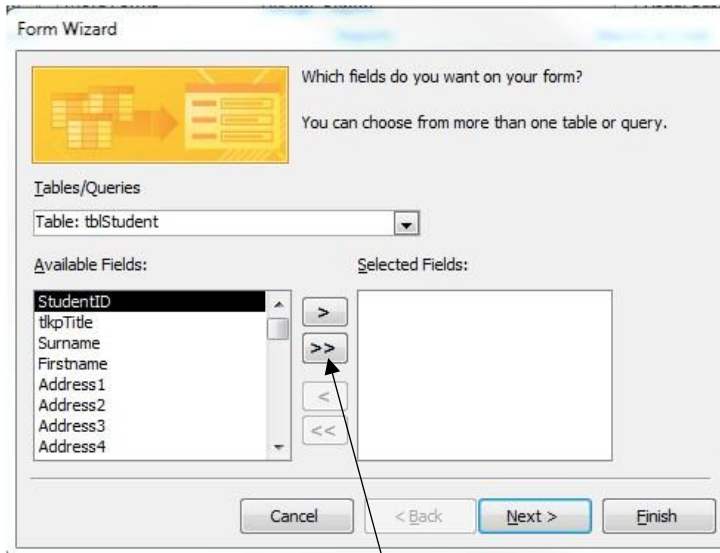 Form Wizard
Which fields do you want on your form?
You can choose from more than one table or query.
Tables/Queries
Table: tblStudent
Available Fields:
Selected Fields:
StudentID
tlkpTitle
Surname
Firstname
Address1
Address2
Address3
Address4
>
>>
<
<<
Cancel
< Back
Next >
Finish